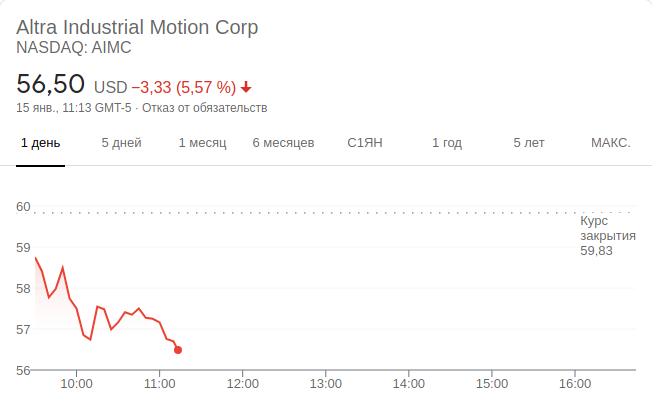 Altra Industrial Motion Corp
NASDAQ: AIMC
56,50 USD −3,33 (5,57 %)
15 янв., 11:13 GMT-5 · Отказ от обязательств
1 день 5 дней 1 месяц 6 месяцев С1ЯН 1 год 5 лет МАКС.
60
Курс
закрытия
59,83
59
58
57
56
10:00 11:00 12:00 13:00 14:00 15:00 16:00